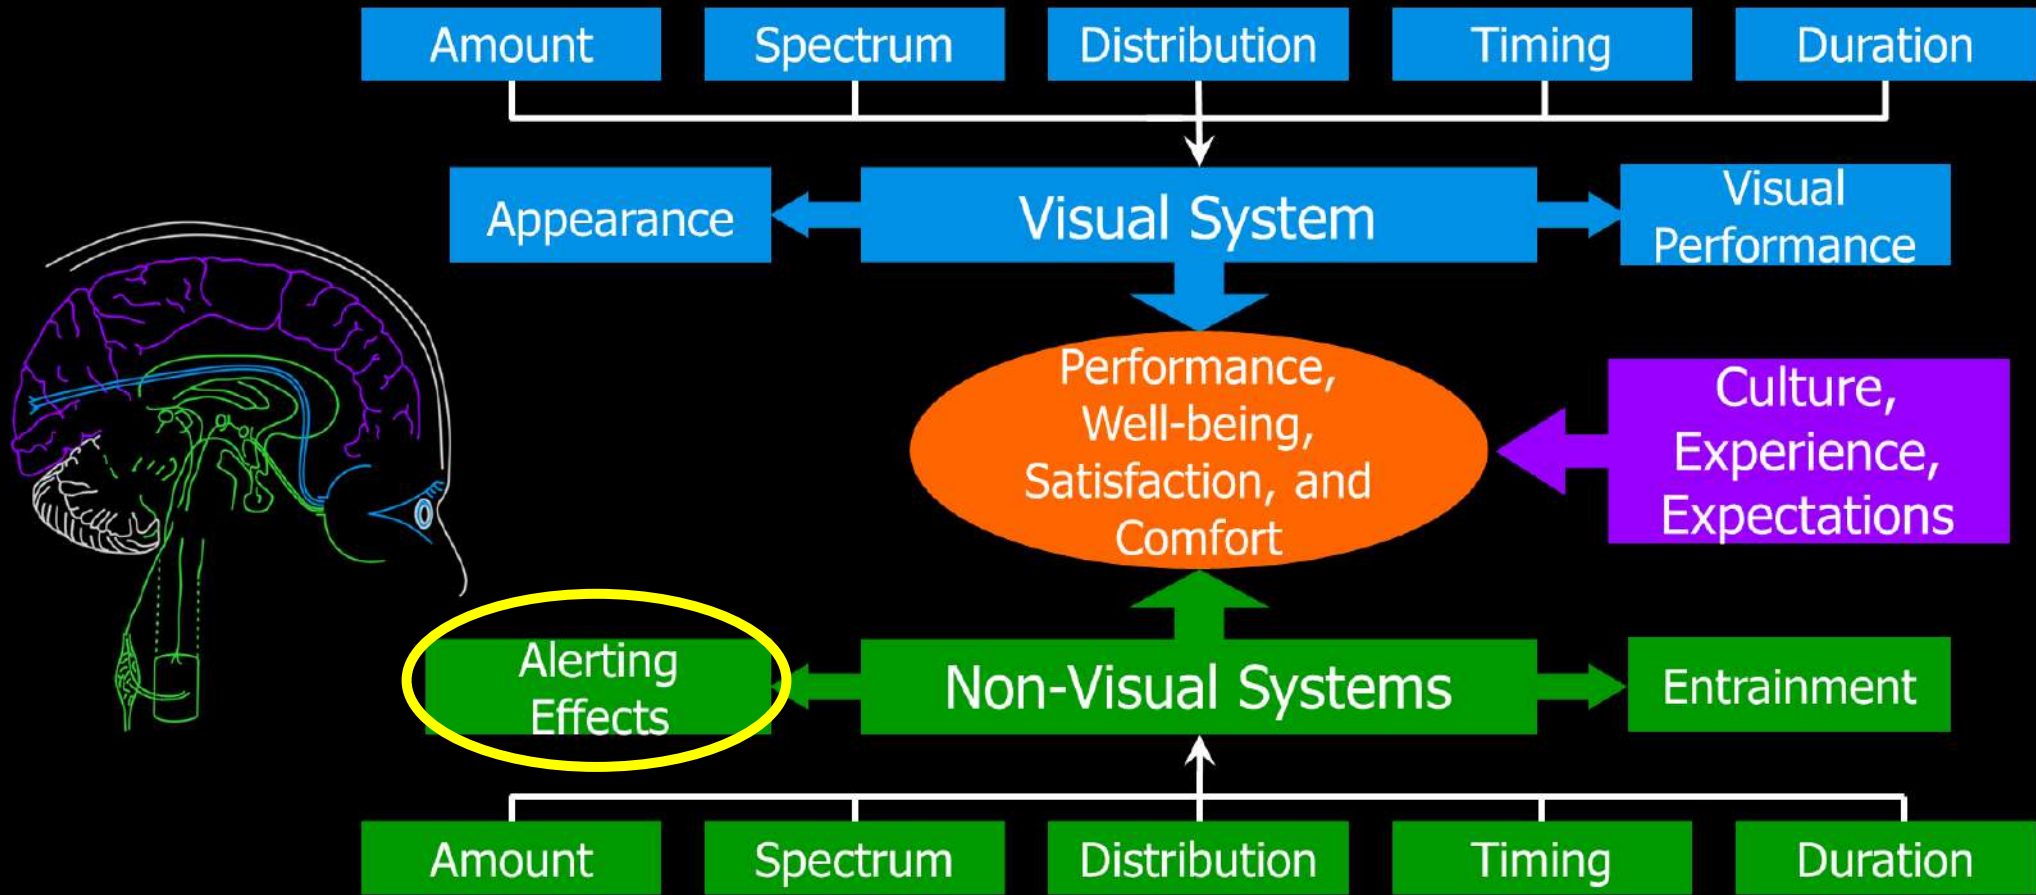 Amount
Spectrum
Distribution
Timing
Duration
Appearance
Visual System
Visual
Performance
Performance,
Well-being,
Satisfaction, and
Comfort
Culture,
Experience,
Expectations
Alerting
Effects
Non-Visual Systems
Entrainment
Amount
Spectrum
Distribution
Timing
Duration